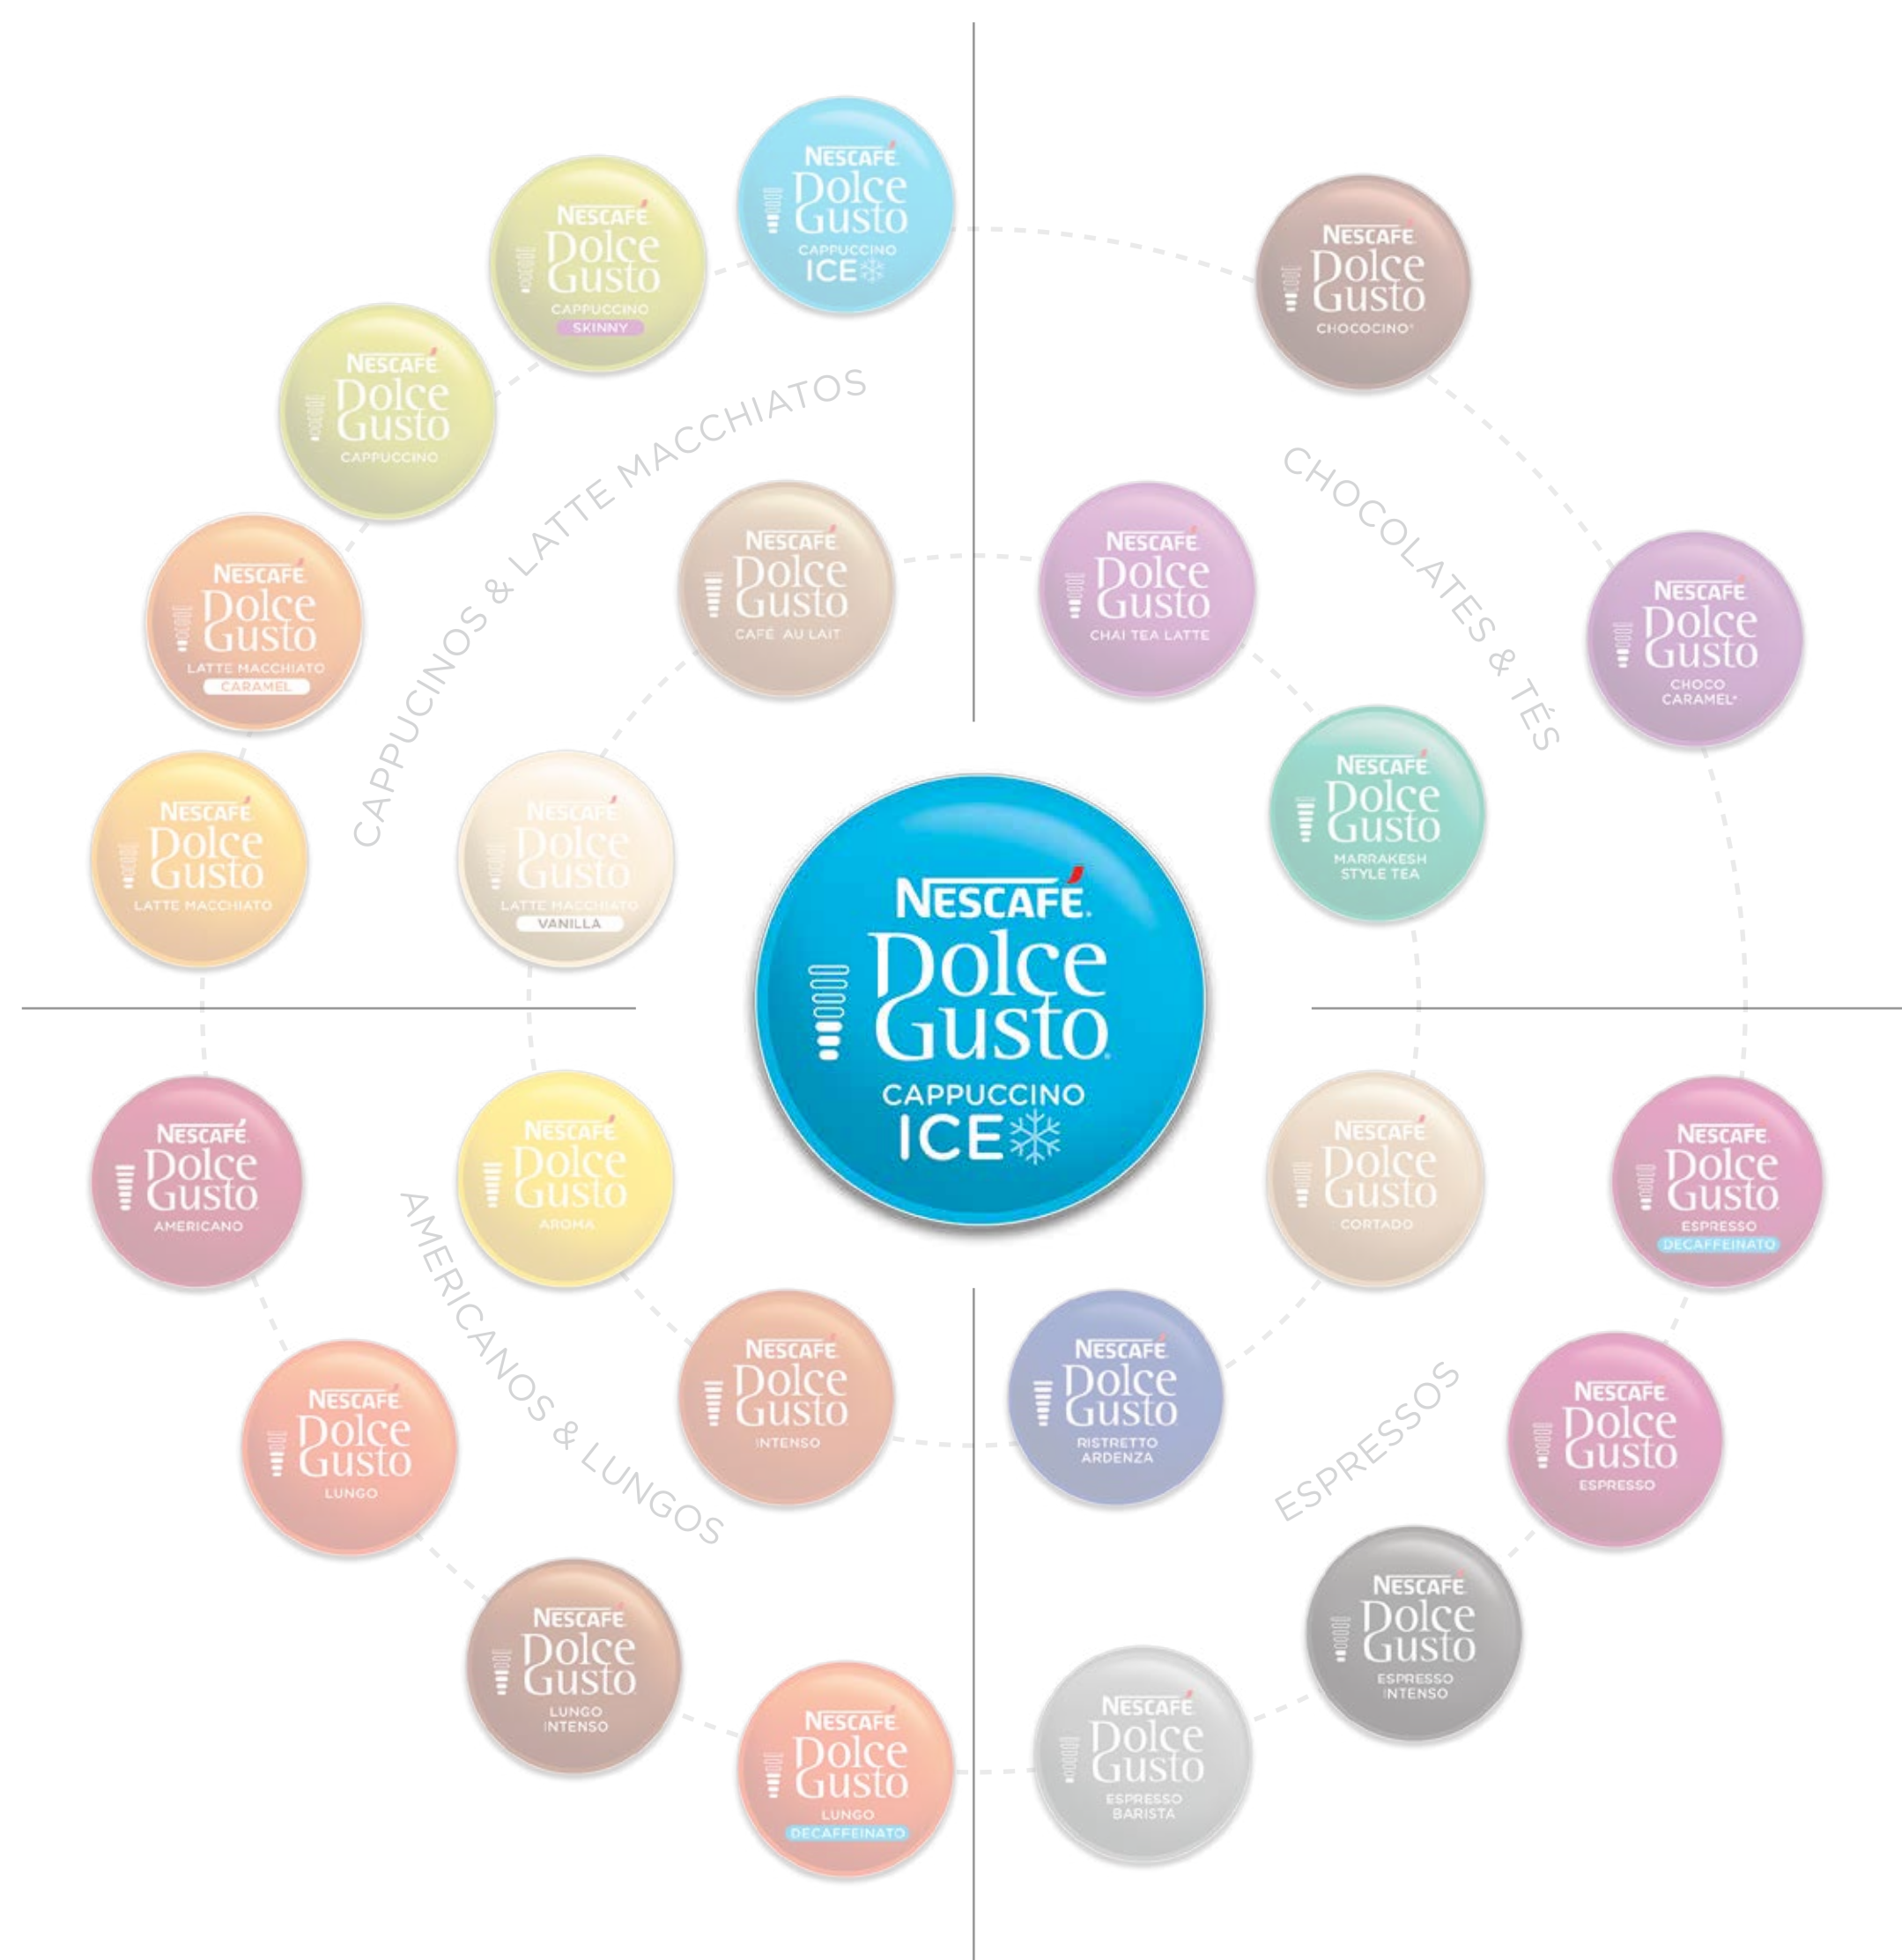 NESCAFÉ.
Dolce
Gusto
CAPPUCCINO
ICE
NESCAFÉ.
Dolce
Gusto
CAPPUCCINO
SKINNY
NESCAFÉ.
Dolce
Gusto
CHOCOCINO*
NESCAFÉ.
Dolce
Gusto
CAPPUCCINO
CAPPUCINOS & LATTE MACCHIATOS
CHOCOLATES & TÉS
NESCAFÉ.
Dolce
Gusto
CAFÉ AU LAIT
NESCAFÉ.
Dolce
Gusto
CHAI TEA LATTE
NESCAFÉ.
Dolce
Gusto
LATTE MACCHIATO
CARAMEL
NESCAFÉ.
Dolce
Gusto
CHOCO
CARAMEL*
NESCAFÉ.
Dolce
Gusto
MARRAKESH
STYLE TEA
NESCAFÉ.
Dolce
Gusto
LATTE MACCHIATO
NESCAFÉ.
Dolce
Gusto
LATTE MACCHIATO
VANILLA
NESCAFÉ.
Dolce
Gusto
CAPPUCCINO
ICE
NESCAFÉ.
Dolce
Gusto
AMERICANO
NESCAFÉ.
Dolce
Gusto
AROMA
NESCAFÉ.
Dolce
Gusto
CORTADO
NESCAFÉ.
Dolce
Gusto
ESPRESSO
DECAFFEINATO
AMERICANOS & LUNGOS
ESPRESSOS
NESCAFÉ.
Dolce
Gusto
LUNGO
NESCAFÉ.
Dolce
Gusto
INTENSO
NESCAFÉ.
Dolce
Gusto
RISTRETTO
ARDENZA
NESCAFÉ.
Dolce
Gusto
ESPRESSO
NESCAFÉ.
Dolce
Gusto
LUNGO
INTENSO
NESCAFÉ.
Dolce
Gusto
ESPRESSO
INTENSO
NESCAFÉ.
Dolce
Gusto
LUNGO
DECAFFEINATO
NESCAFÉ.
Dolce
Gusto
ESPRESSO
BARISTA